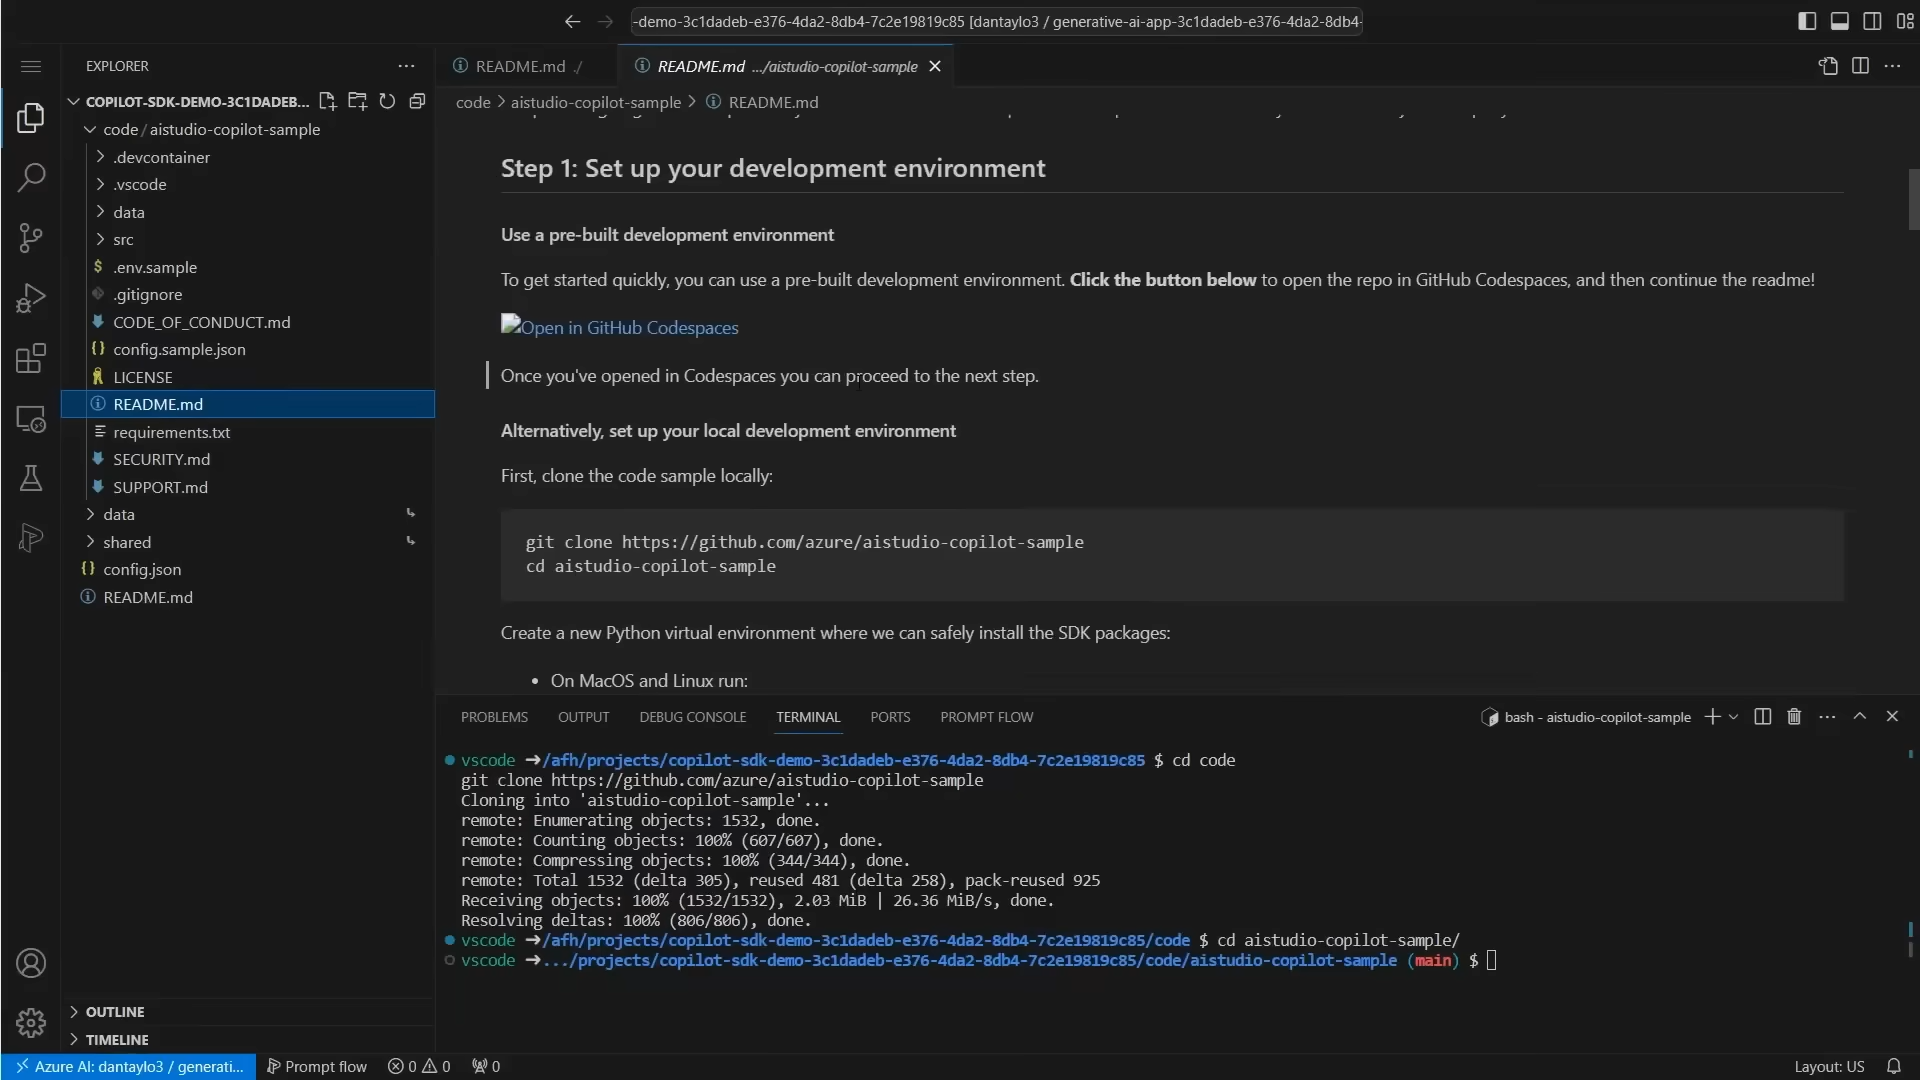 -demo-3c1dadeb-e376-4da2-8db4-7c2e19819c85 [dantaylo3 / generative-ai-app-3c1dadeb-e376-4da2-8db4-
EXPLORER
COPILOT-SDK-DEMO-3C1DADEB...
code / aistudio-copilot-sample
.devcontainer
.vscode
data
src
.env.sample
.gitignore
CODE_OF_CONDUCT.md
config.sample.json
LICENSE
README.md
requirements.txt
SECURITY.md
SUPPORT.md
data
shared
config.json
README.md
OUTLINE
TIMELINE
README.md ./
README.md .../aistudio-copilot-sample
code > aistudio-copilot-sample > README.md
Step 1: Set up your development environment
Use a pre-built development environment
To get started quickly, you can use a pre-built development environment. Click the button below to open the repo in GitHub Codespaces, and then continue the readme!
Open in GitHub Codespaces
Once you've opened in Codespaces you can proceed to the next step.
Alternatively, set up your local development environment
First, clone the code sample locally:
git clone https://github.com/azure/aistudio-copilot-sample
cd aistudio-copilot-sample
Create a new Python virtual environment where we can safely install the SDK packages:
• On MacOS and Linux run:
PROBLEMS OUTPUT DEBUG CONSOLE TERMINAL PORTS PROMPT FLOW
bash - aistudio-copilot-sample
vscode ➜/afh/projects/copilot-sdk-demo-3c1dadeb-e376-4da2-8db4-7c2e19819c85 $ cd code
git clone https://github.com/azure/aistudio-copilot-sample
Cloning into 'aistudio-copilot-sample'...
remote: Enumerating objects: 1532, done.
remote: Counting objects: 100% (607/607), done.
remote: Compressing objects: 100% (344/344), done.
remote: Total 1532 (delta 305), reused 481 (delta 258), pack-reused 925
Receiving objects: 100% (1532/1532), 2.03 MiB | 26.36 MiB/s, done.
Resolving deltas: 100% (806/806), done.
vscode ➜/afh/projects/copilot-sdk-demo-3c1dadeb-e376-4da2-8db4-7c2e19819c85/code $ cd aistudio-copilot-sample/
vscode ➜.../projects/copilot-sdk-demo-3c1dadeb-e376-4da2-8db4-7c2e19819c85/code/aistudio-copilot-sample (main) $
Azure AI: dantaylo3 / generati... Prompt flow 0 0 0 Layout: US